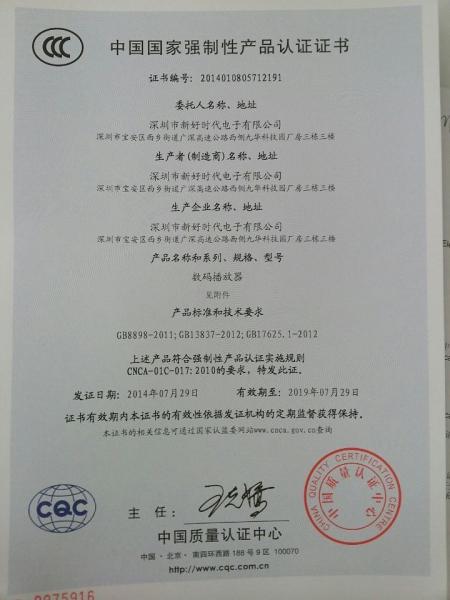 CCC
中国国家强制性产品认证证书
证书编号：2014010805712191
委托人名称、地址
深圳市新好时代电子有限公司
深圳市宝安区西乡街道广深高速公路西侧九华科技园厂房三栋三楼
生产者(制造商)名称、地址
深圳市新好时代电子有限公司
深圳市宝安区西乡街道广深高速公路西侧九华科技园厂房三栋三楼
生产企业名称、地址
深圳市新好时代电子有限公司
深圳市宝安区西乡街道广深高速公路西侧九华科技园厂房三栋三楼
产品名称和系列、规格、型号
数码播放器
见附件
产品标准和技术要求
GB8898-2011;GB13837-2012;GB17625.1-2012
上述产品符合强制性产品认证实施规则
CNCA-01C-017:2010的要求，特发此证。
发证日期：2014年07月29日 有效期至：2019年07月29日
证书有效期内本证书的有效性依据发证机构的定期监督获得保持。
本证书的相关信息可通过国家认监委网站www.cnca.gov.cn查询
CHINA QUALITY CERTIFICATION CENTRE
中国质量认证中心
CQC
主任：
中国质量认证中心
中国·北京·南四环西路188号9区 100070
http://www.cqc.com.cn